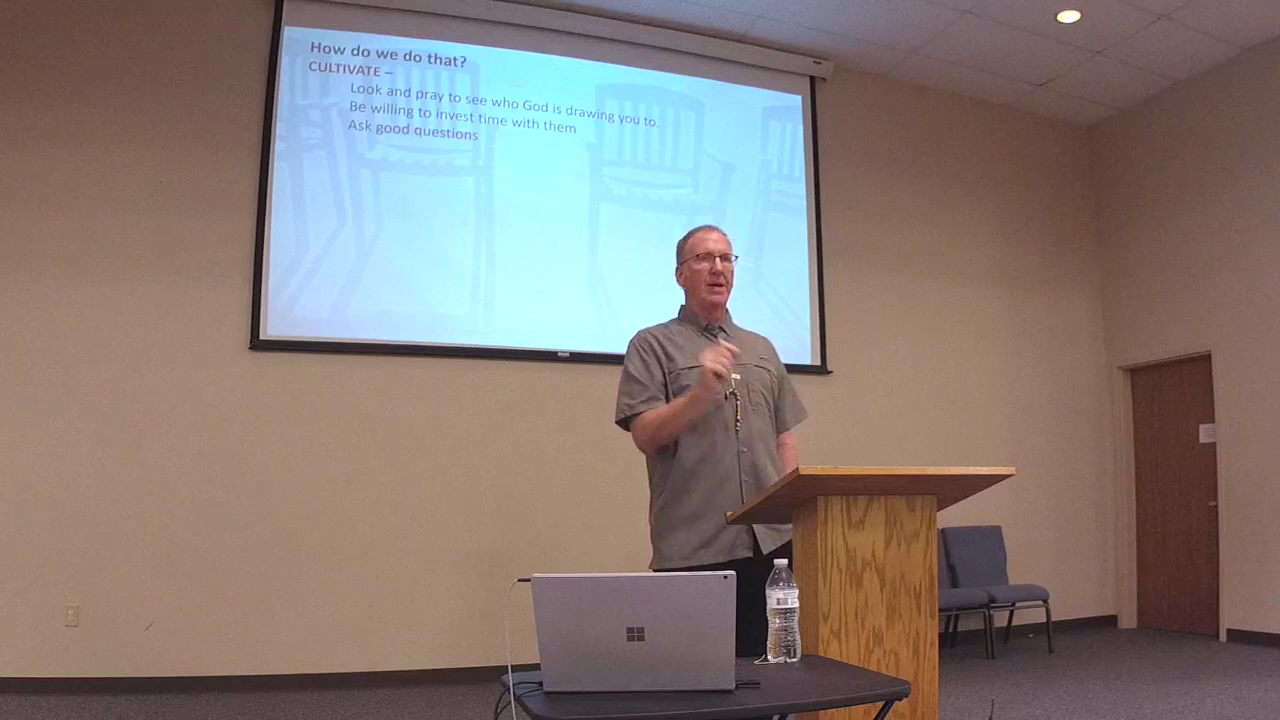 How do we do that?
CULTIVATE –
Look and pray to see who God is drawing you to.
Be willing to invest time with them
Ask good questions